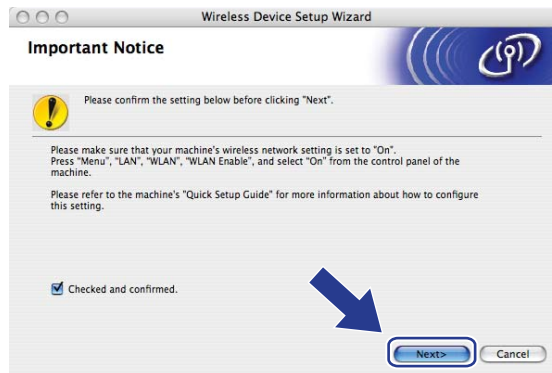 Wireless Device Setup Wizard
Important Notice
Please confirm the setting below before clicking "Next".
Please make sure that your machine's wireless network setting is set to "On".
Press "Menu", "LAN", "WLAN", "WLAN Enable", and select "On" from the control panel of the
machine.
Please refer to the machine's "Quick Setup Guide" for more information about how to configure
this setting.
Checked and confirmed.
Next>
Cancel